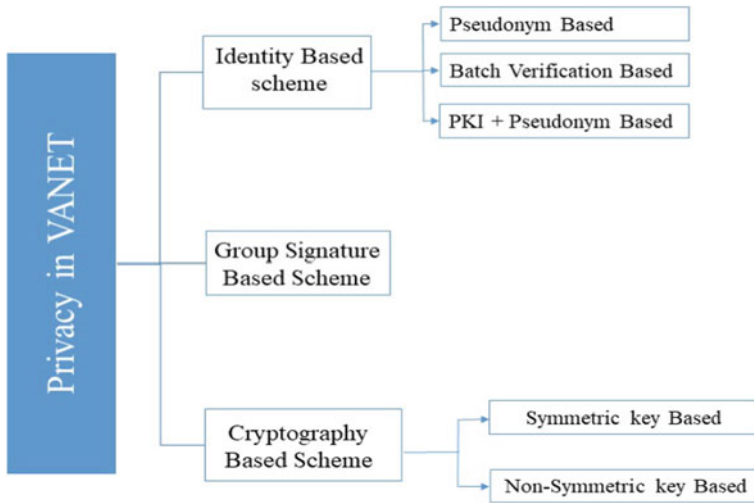 Privacy in VANET
Identity Based
scheme
Pseudonym Based
Batch Verification Based
PKI + Pseudonym Based
Group Signature
Based Scheme
Cryptography
Based Scheme
Symmetric key Based
Non-Symmetric key Based